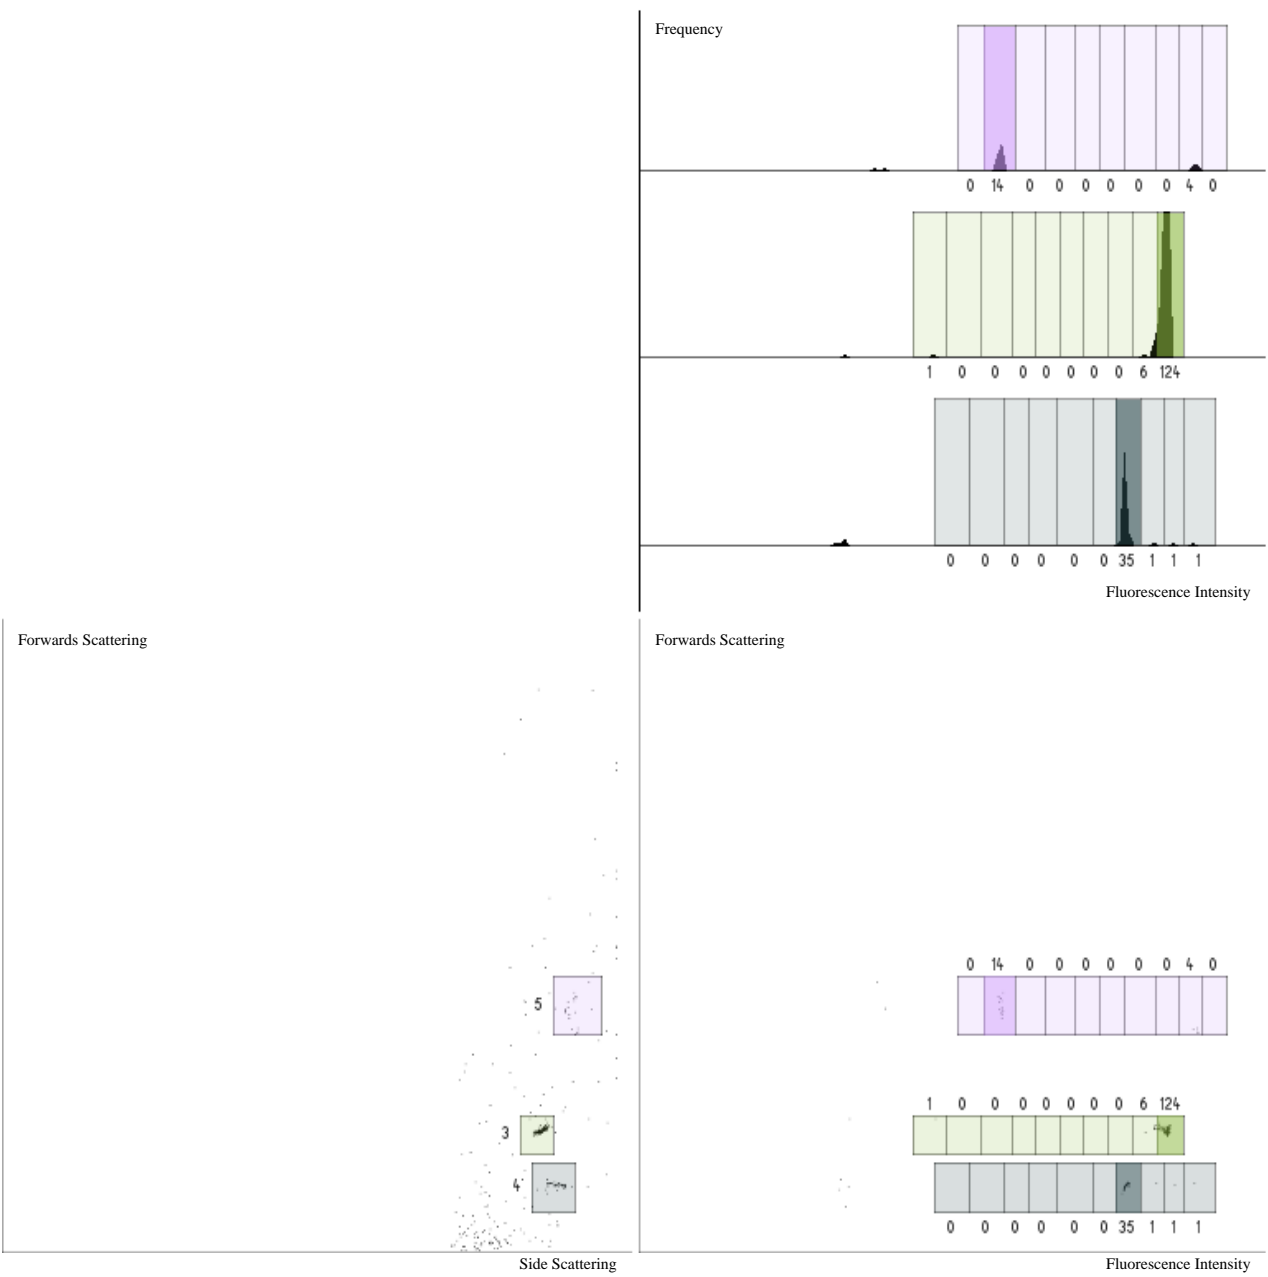 Frequency
0 14 0 0 0 0 0 0 4 0
1 0 0 0 0 0 0 0 6 124
0 0 0 0 0 0 35 1 1 1
Fluorescence Intensity
Forwards Scattering
5
3
4
Side Scattering
Forwards Scattering
0 14 0 0 0 0 0 0 4 0
1 0 0 0 0 0 0 0 6 124
0 0 0 0 0 0 35 1 1 1
Fluorescence Intensity